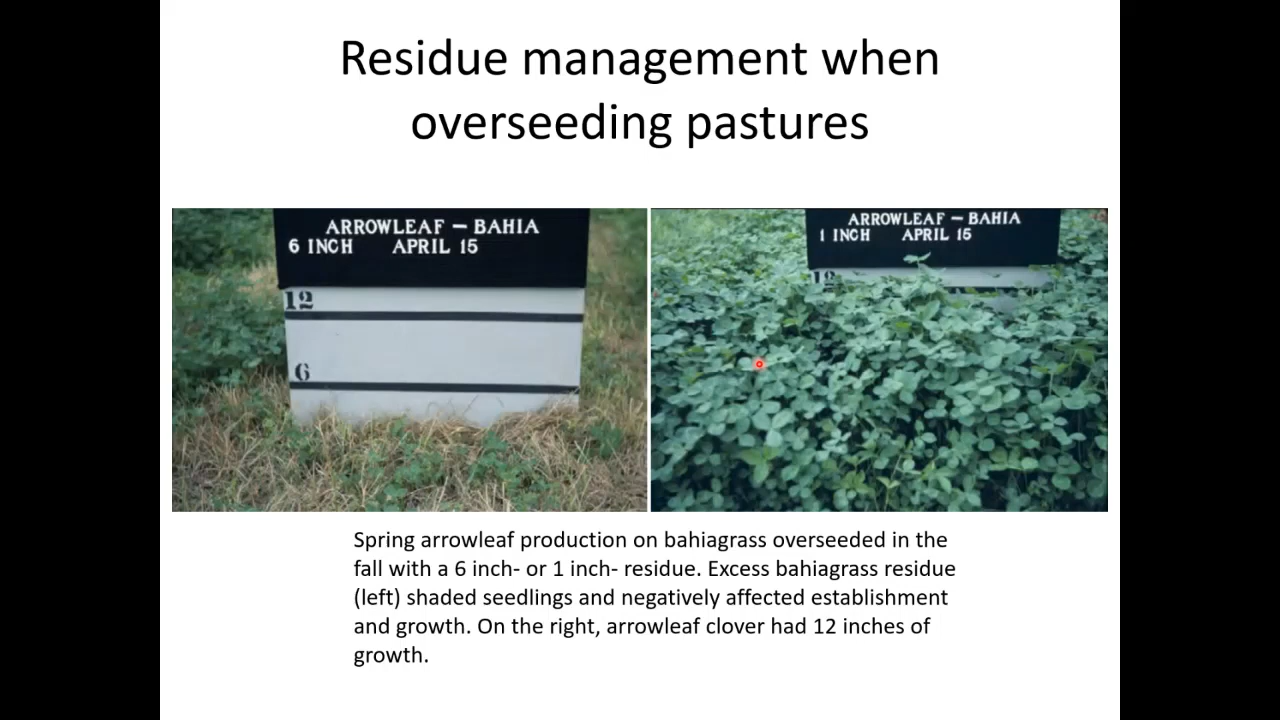 Residue management when
overseeding pastures
ARROWLEAF – BAHIA
6 INCH APRIL 15
12
6
ARROWLEAF – BAHIA
1 INCH APRIL 15
12
Spring arrowleaf production on bahiagrass overseeded in the
fall with a 6 inch- or 1 inch- residue. Excess bahiagrass residue
(left) shaded seedlings and negatively affected establishment
and growth. On the right, arrowleaf clover had 12 inches of
growth.